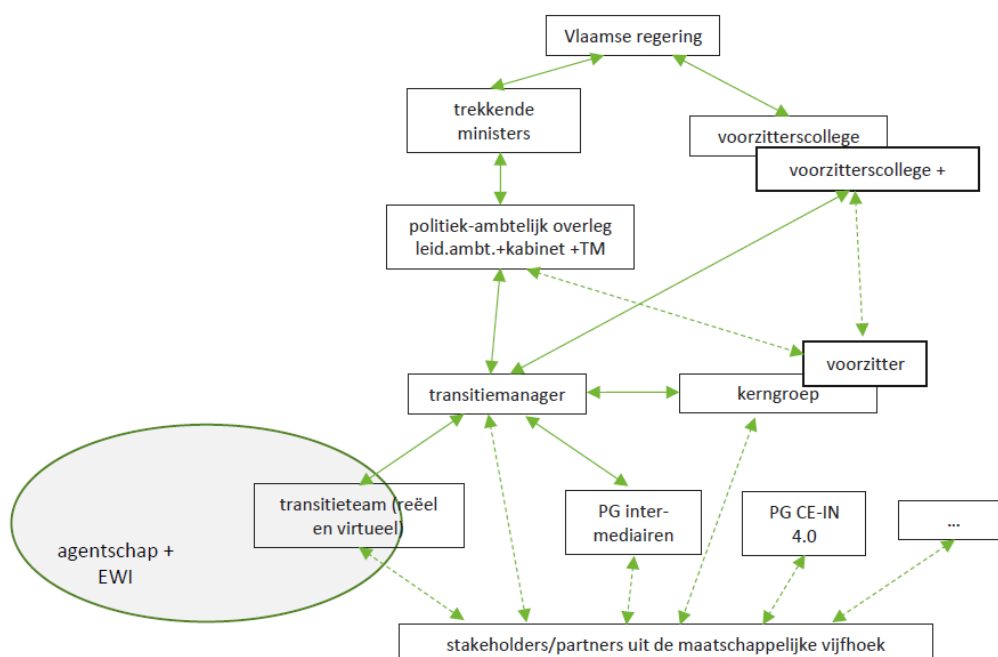 Vlaamse regering
trekkende
ministers
voorzitterscollege
voorzitterscollege +
politiek-ambtelijk overleg
leid.ambt.+kabinet +TM
voorzitter
transitiemanager
kerngroep
transitieteam (reëel
en virtueel)
PG inter-
mediairen
PG CE-IN
4.0
...
agentschap +
EWI
stakeholders/partners uit de maatschappelijke vijfhoek